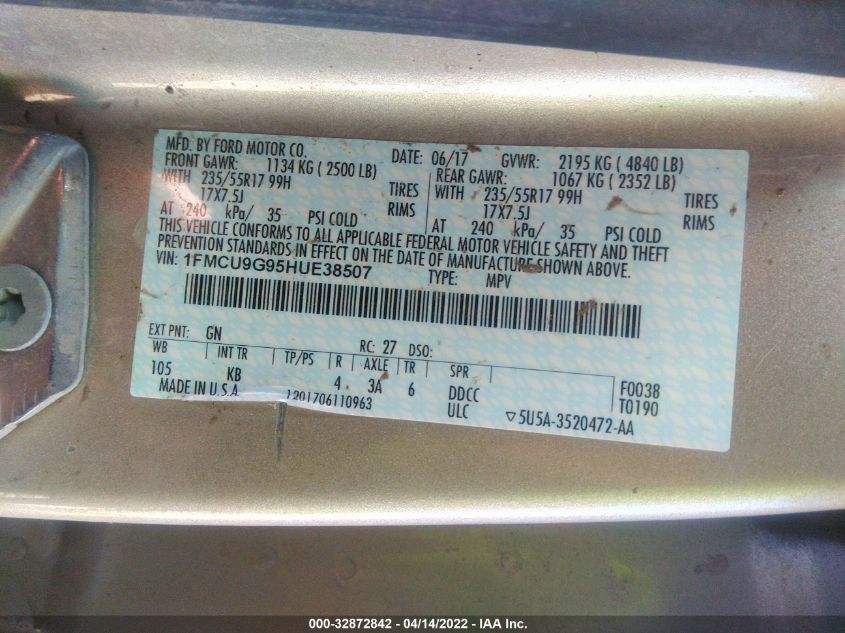 MFD. BY FORD MOTOR CO.
DATE: 06/17 GVWR: 2195 KG ( 4840 LB)
FRONT GAWR: 1134 KG ( 2500 LB) REAR GAWR: 1067 KG ( 2352 LB)
WITH 235/55R17 99H TIRES WITH 235/55R17 99H TIRES
17X7.5J RIMS 17X7.5J RIMS
AT 240 kPa/ 35 PSI COLD AT 240 kPa/ 35 PSI COLD
THIS VEHICLE CONFORMS TO ALL APPLICABLE FEDERAL MOTOR VEHICLE SAFETY AND THEFT
PREVENTION STANDARDS IN EFFECT ON THE DATE OF MANUFACTURE SHOWN ABOVE.
VIN: 1FMCU9G95HUE38507 TYPE: MPV
EXT PNT: GN RC: 27 DSO:
WB INT TR TP/PS R AXLE TR SPR
105 KB 4 3A 6 DDCC F0038
MADE IN U.S.A. 1201706110963 ULC T0190
▽5U5A-3520472-AA
000-32872842 - 04/14/2022 - IAA Inc.